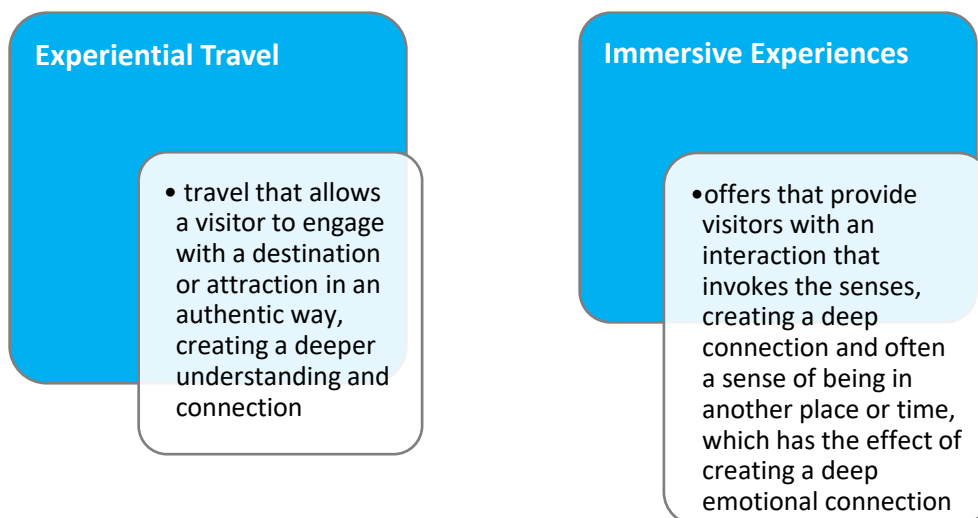 Experiential Travel
• travel that allows
a visitor to engage
with a destination
or attraction in an
authentic way,
creating a deeper
understanding and
connection
Immersive Experiences
•offers that provide
visitors with an
interaction that
invokes the senses,
creating a deep
connection and often
a sense of being in
another place or time,
which has the effect of
creating a deep
emotional connection